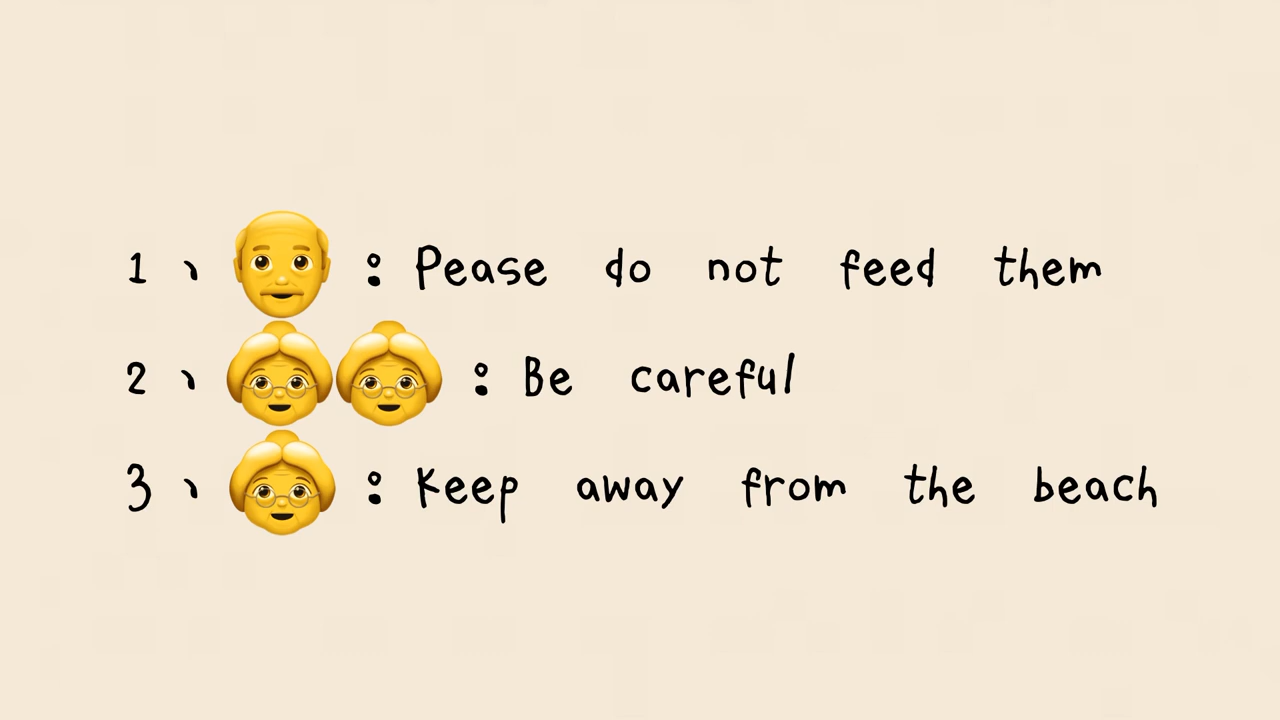 1、👴：Pease do not feed them
2、👵👵：Be careful
3、👵：Keep away from the beach